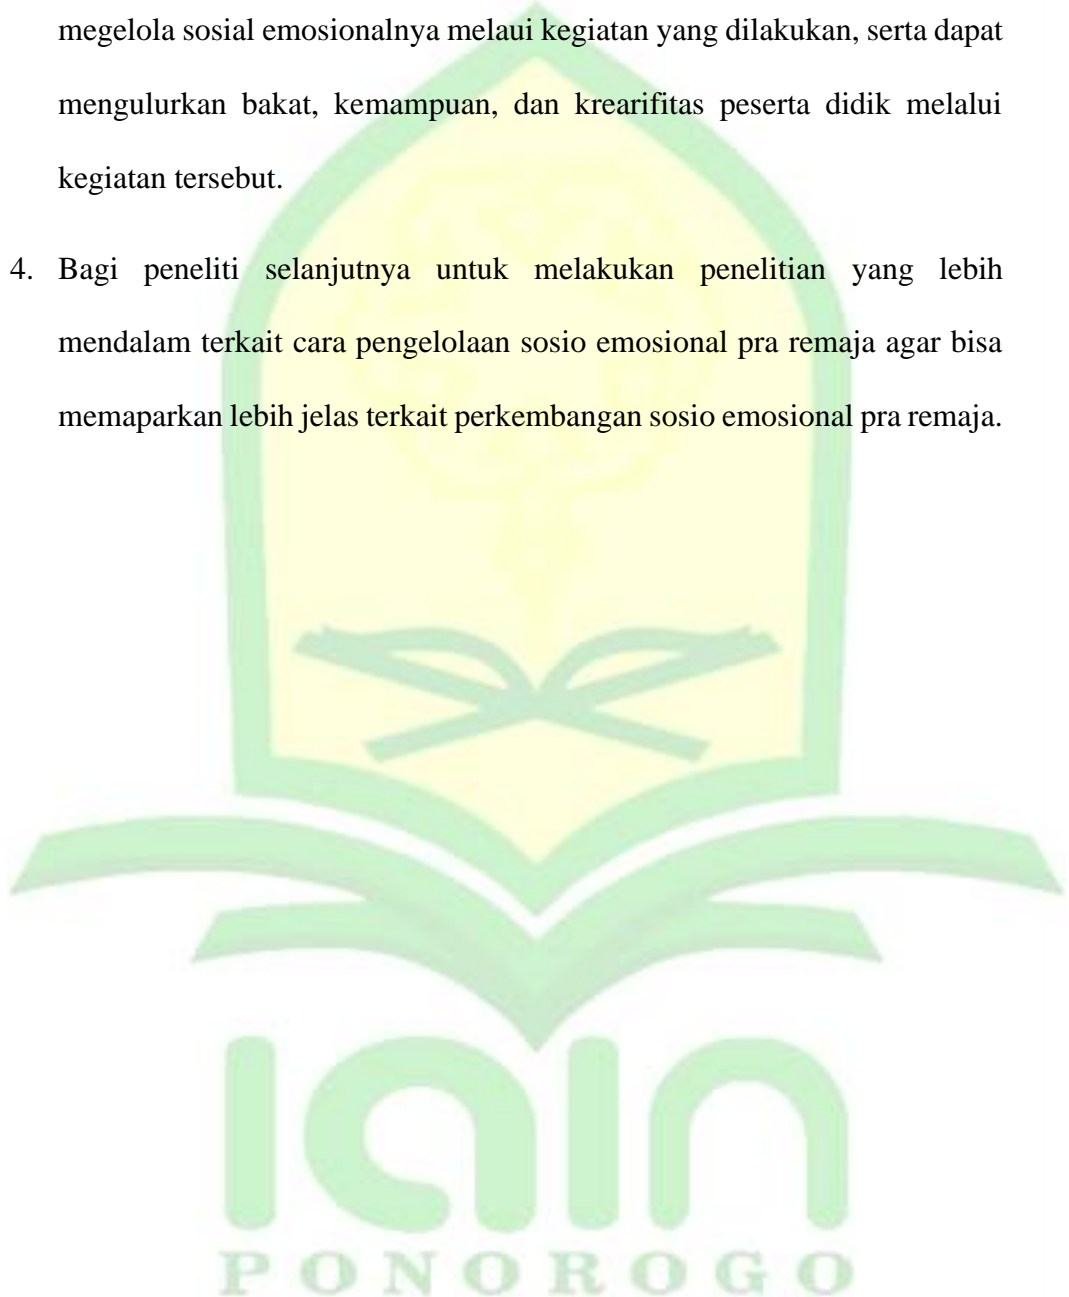 megelola sosial emosionalnya melaui kegiatan yang dilakukan, serta dapat
mengulurkan bakat, kemampuan, dan krearifitas peserta didik melalui
kegiatan tersebut.
4. Bagi peneliti selanjutnya untuk melakukan penelitian yang lebih
mendalam terkait cara pengelolaan sosio emosional pra remaja agar bisa
memaparkan lebih jelas terkait perkembangan sosio emosional pra remaja.
iain
PONOROGO